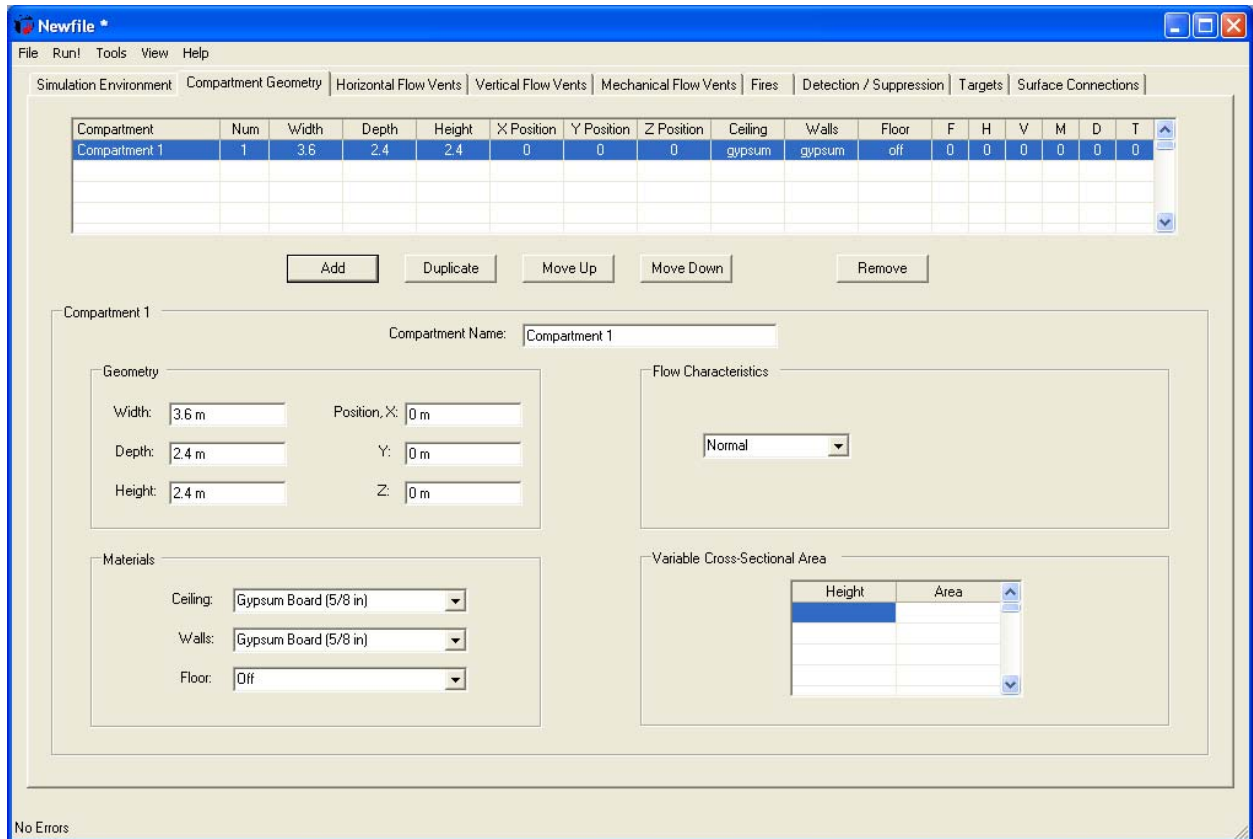 Newfile *
File Run! Tools View Help
Simulation Environment Compartment Geometry Horizontal Flow Vents Vertical Flow Vents Mechanical Flow Vents Fires Detection / Suppression Targets Surface Connections
Compartment Num Width Depth Height X Position Y Position Z Position Ceiling Walls Floor F H V M D T
Compartment 1 1 3.6 2.4 2.4 0 0 0 gypsum gypsum off 0 0 0 0 0 0
Add Duplicate Move Up Move Down Remove
Compartment 1
Compartment Name: Compartment 1
Geometry
Width: 3.6 m Position, X: 0 m
Depth: 2.4 m Y: 0 m
Height: 2.4 m Z: 0 m
Flow Characteristics
Normal
Materials
Ceiling: Gypsum Board (5/8 in)
Walls: Gypsum Board (5/8 in)
Floor: Off
Variable Cross-Sectional Area
Height Area
No Errors